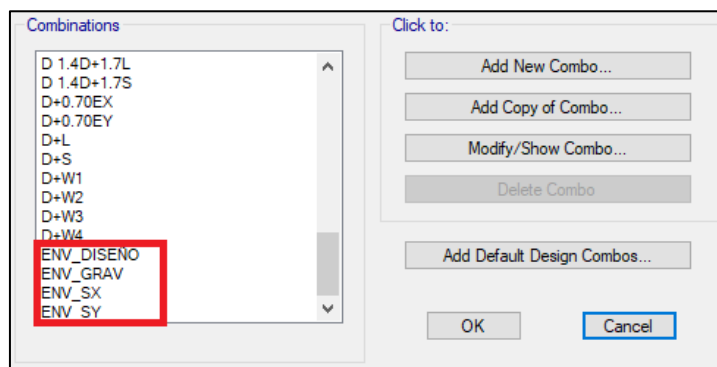 Combinations
D 1.4D+1.7L
D 1.4D+1.7S
D+0.70EX
D+0.70EY
D+L
D+S
D+W1
D+W2
D+W3
D+W4
ENV_DISEÑO
ENV_GRAV
ENV_SX
ENV_SY
Click to:
Add New Combo...
Add Copy of Combo...
Modify/Show Combo...
Delete Combo
Add Default Design Combos...
OK
Cancel